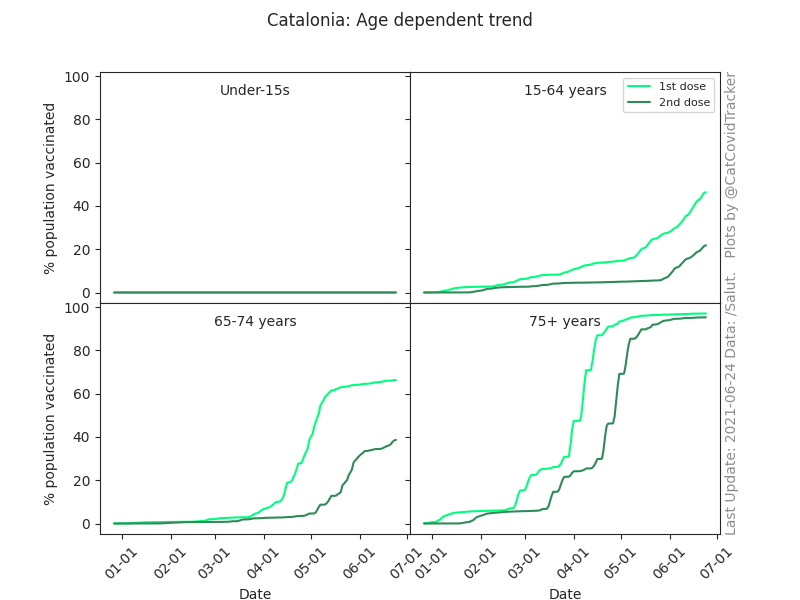 Catalonia: Age dependent trend
Under-15s
15-64 years
1st dose
2nd dose
% population vaccinated
100
80
60
40
20
0
65-74 years
75+ years
% population vaccinated
100
80
60
40
20
0
01-01
02-01
03-01
04-01
05-01
06-01
07-01
01-01
02-01
03-01
04-01
05-01
06-01
07-01
Date
Date
Last Update: 2021-06-24 Data: /Salut.   Plots by @CatCovidTracker